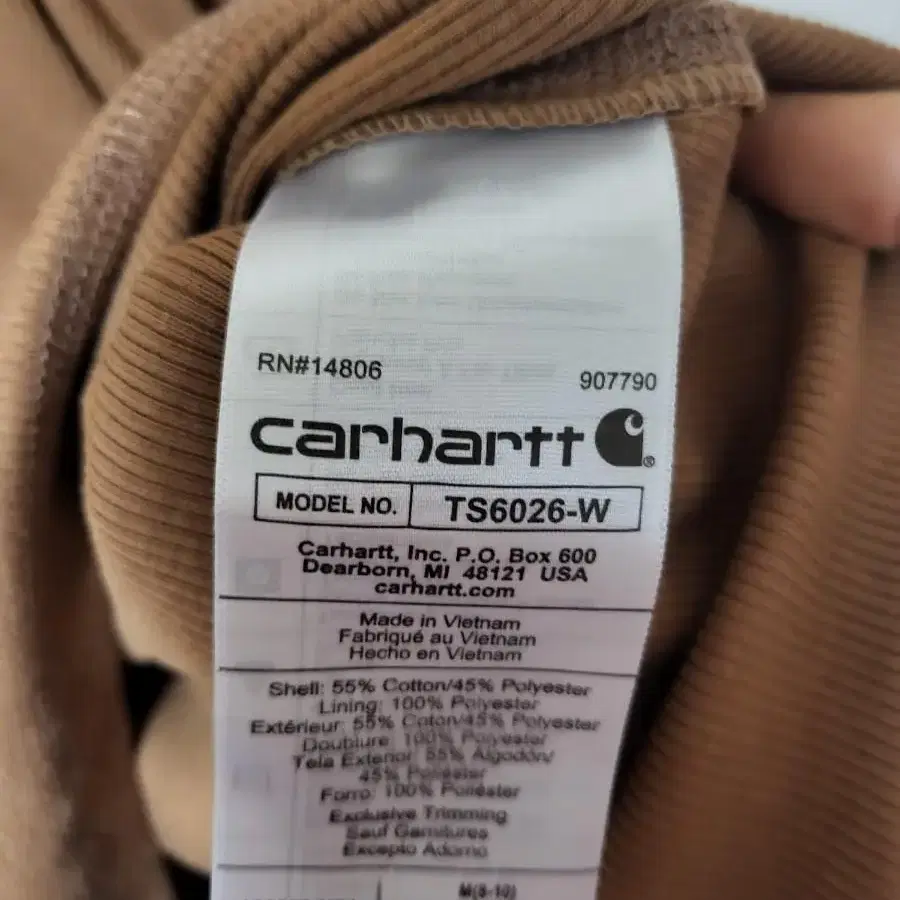 RN#14806
907790
carhartt
MODEL NO. TS6026-W
Carhartt, Inc. P.O. Box 600
Dearborn, MI 48121 USA
carhartt.com
Made in Vietnam
Fabriqué au Vietnam
Hecho en Vietnam
Shell: 55% Cotton/45% Polyester
Lining: 100% Polyester
Extérieur: 55% Coton/45% Polyester
Doublure: 100% Polyester
Tela Exterior: 55% Algodón/
45% Poliéster
Forro: 100% Poliéster
Exclusive Trimming
Sauf Garnitures
Excepto Adorno
M(8-10)